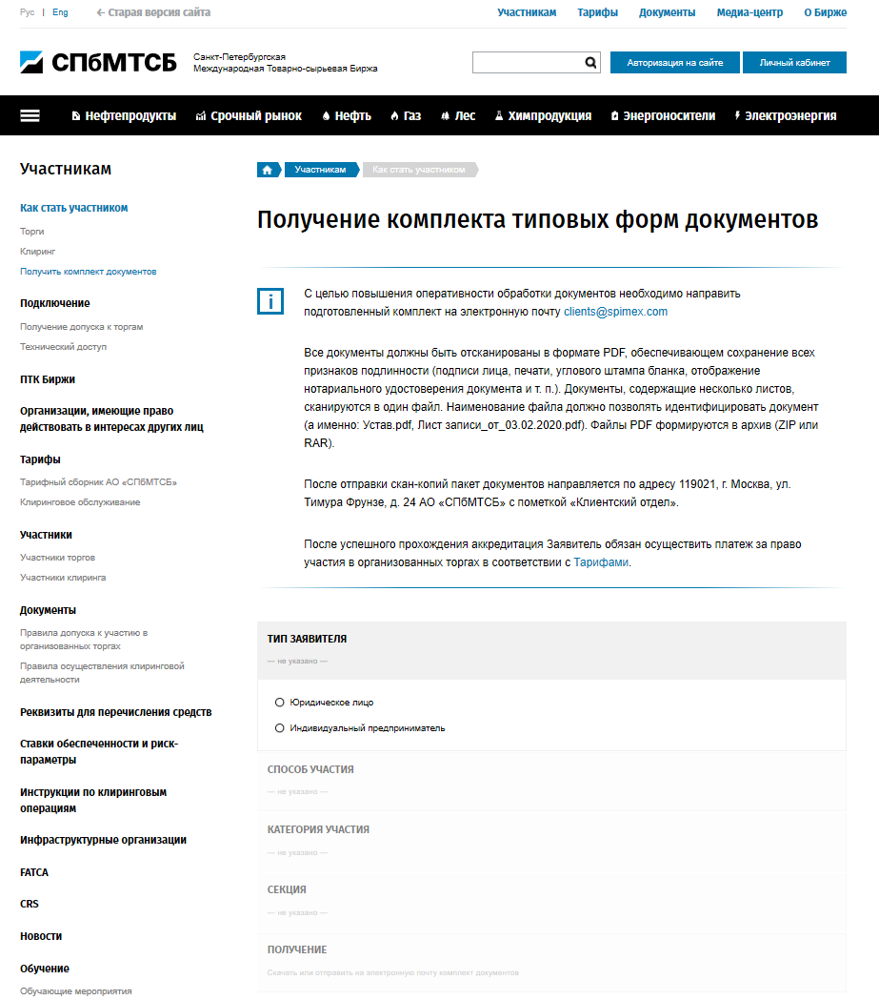 Рус | Eng
← Старая версия сайта
Участникам Тарифы Документы Медиа-центр О Бирже
СПбМТСБ
Санкт-Петербургская
Международная Товарно-сырьевая Биржа
Авторизация на сайте
Личный кабинет
Нефтепродукты Срочный рынок Нефть Газ Лес Химпродукция Энергоносители Электроэнергия
Участникам
Как стать участником
Торги
Клиринг
Получить комплект документов
Подключение
Получение допуска к торгам
Технический доступ
ПТК Биржи
Организации, имеющие право
действовать в интересах других лиц
Тарифы
Тарифный сборник АО «СПбМТСБ»
Клиринговое обслуживание
Участники
Участники торгов
Участники клиринга
Документы
Правила допуска к участию в
организованных торгах
Правила осуществления клиринговой
деятельности
Реквизиты для перечисления средств
Ставки обеспеченности и риск-
параметры
Инструкции по клиринговым
операциям
Инфраструктурные организации
FATCA
CRS
Новости
Обучение
Обучающие мероприятия
Участникам
Как стать участником
Получение комплекта типовых форм документов
i
С целью повышения оперативности обработки документов необходимо направить
подготовленный комплект на электронную почту clients@spimex.com
Все документы должны быть отсканированы в формате PDF, обеспечивающем сохранение всех
признаков подлинности (подписи лица, печати, углового штампа бланка, отображение
нотариального удостоверения документа и т. п.). Документы, содержащие несколько листов,
сканируются в один файл. Наименование файла должно позволять идентифицировать документ
(а именно: Устав.pdf, Лист записи_от_03.02.2020.pdf). Файлы PDF формируются в архив (ZIP или
RAR).
После отправки скан-копий пакет документов направляется по адресу 119021, г. Москва, ул.
Тимура Фрунзе, д. 24 АО «СПбМТСБ» с пометкой «Клиентский отдел».
После успешного прохождения аккредитация Заявитель обязан осуществить платеж за право
участия в организованных торгах в соответствии с Тарифами.
ТИП ЗАЯВИТЕЛЯ
— не указано —
Юридическое лицо
Индивидуальный предприниматель
СПОСОБ УЧАСТИЯ
— не указано —
КАТЕГОРИЯ УЧАСТИЯ
— не указано —
СЕКЦИЯ
— не указано —
ПОЛУЧЕНИЕ
Скачать или отправить на электронную почту комплект документов